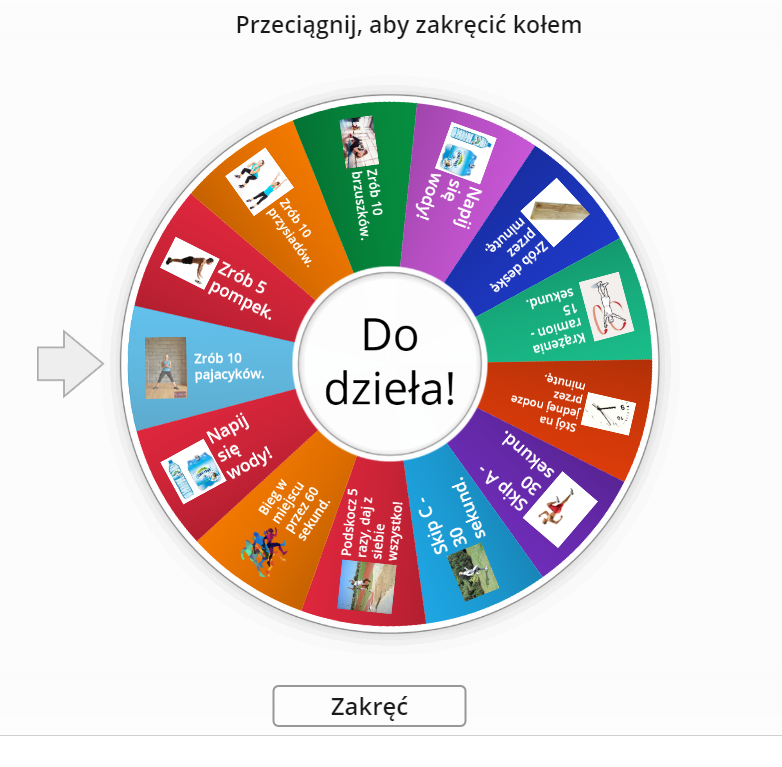 Przeciągnij, aby zakręcić kołem
Zrób 10
brzuszków.
Napij
się
wody!
Zrób deskę
przez
minutę.
Krążenia
ramion -
15
sekund.
Stój na
jednej nodze
przez
minutę.
Skip A -
30
sekund.
Skip C -
30
sekund.
Podskocz 5
razy, daj z
siebie
wszystko!
Bieg w
miejscu
przez 60
sekund.
Napij
się
wody!
Zrób 10
pajacyków.
Zrób 5
pompek.
Zrób 10
przysiadów.
Do
dzieła!
Zakręć